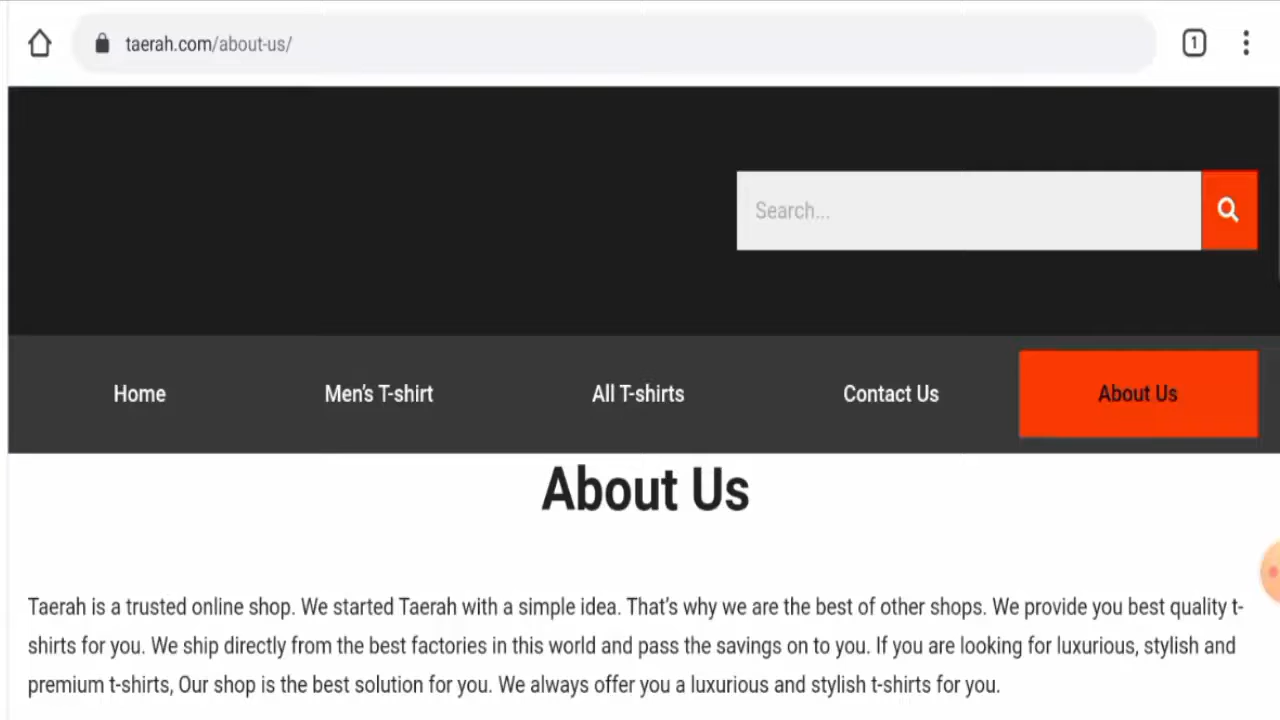 taerah.com/about-us/
1
Search...
Home
Men's T-shirt
All T-shirts
Contact Us
About Us
About Us
Taerah is a trusted online shop. We started Taerah with a simple idea. That's why we are the best of other shops. We provide you best quality t-
shirts for you. We ship directly from the best factories in this world and pass the savings on to you. If you are looking for luxurious, stylish and
premium t-shirts, Our shop is the best solution for you. We always offer you a luxurious and stylish t-shirts for you.